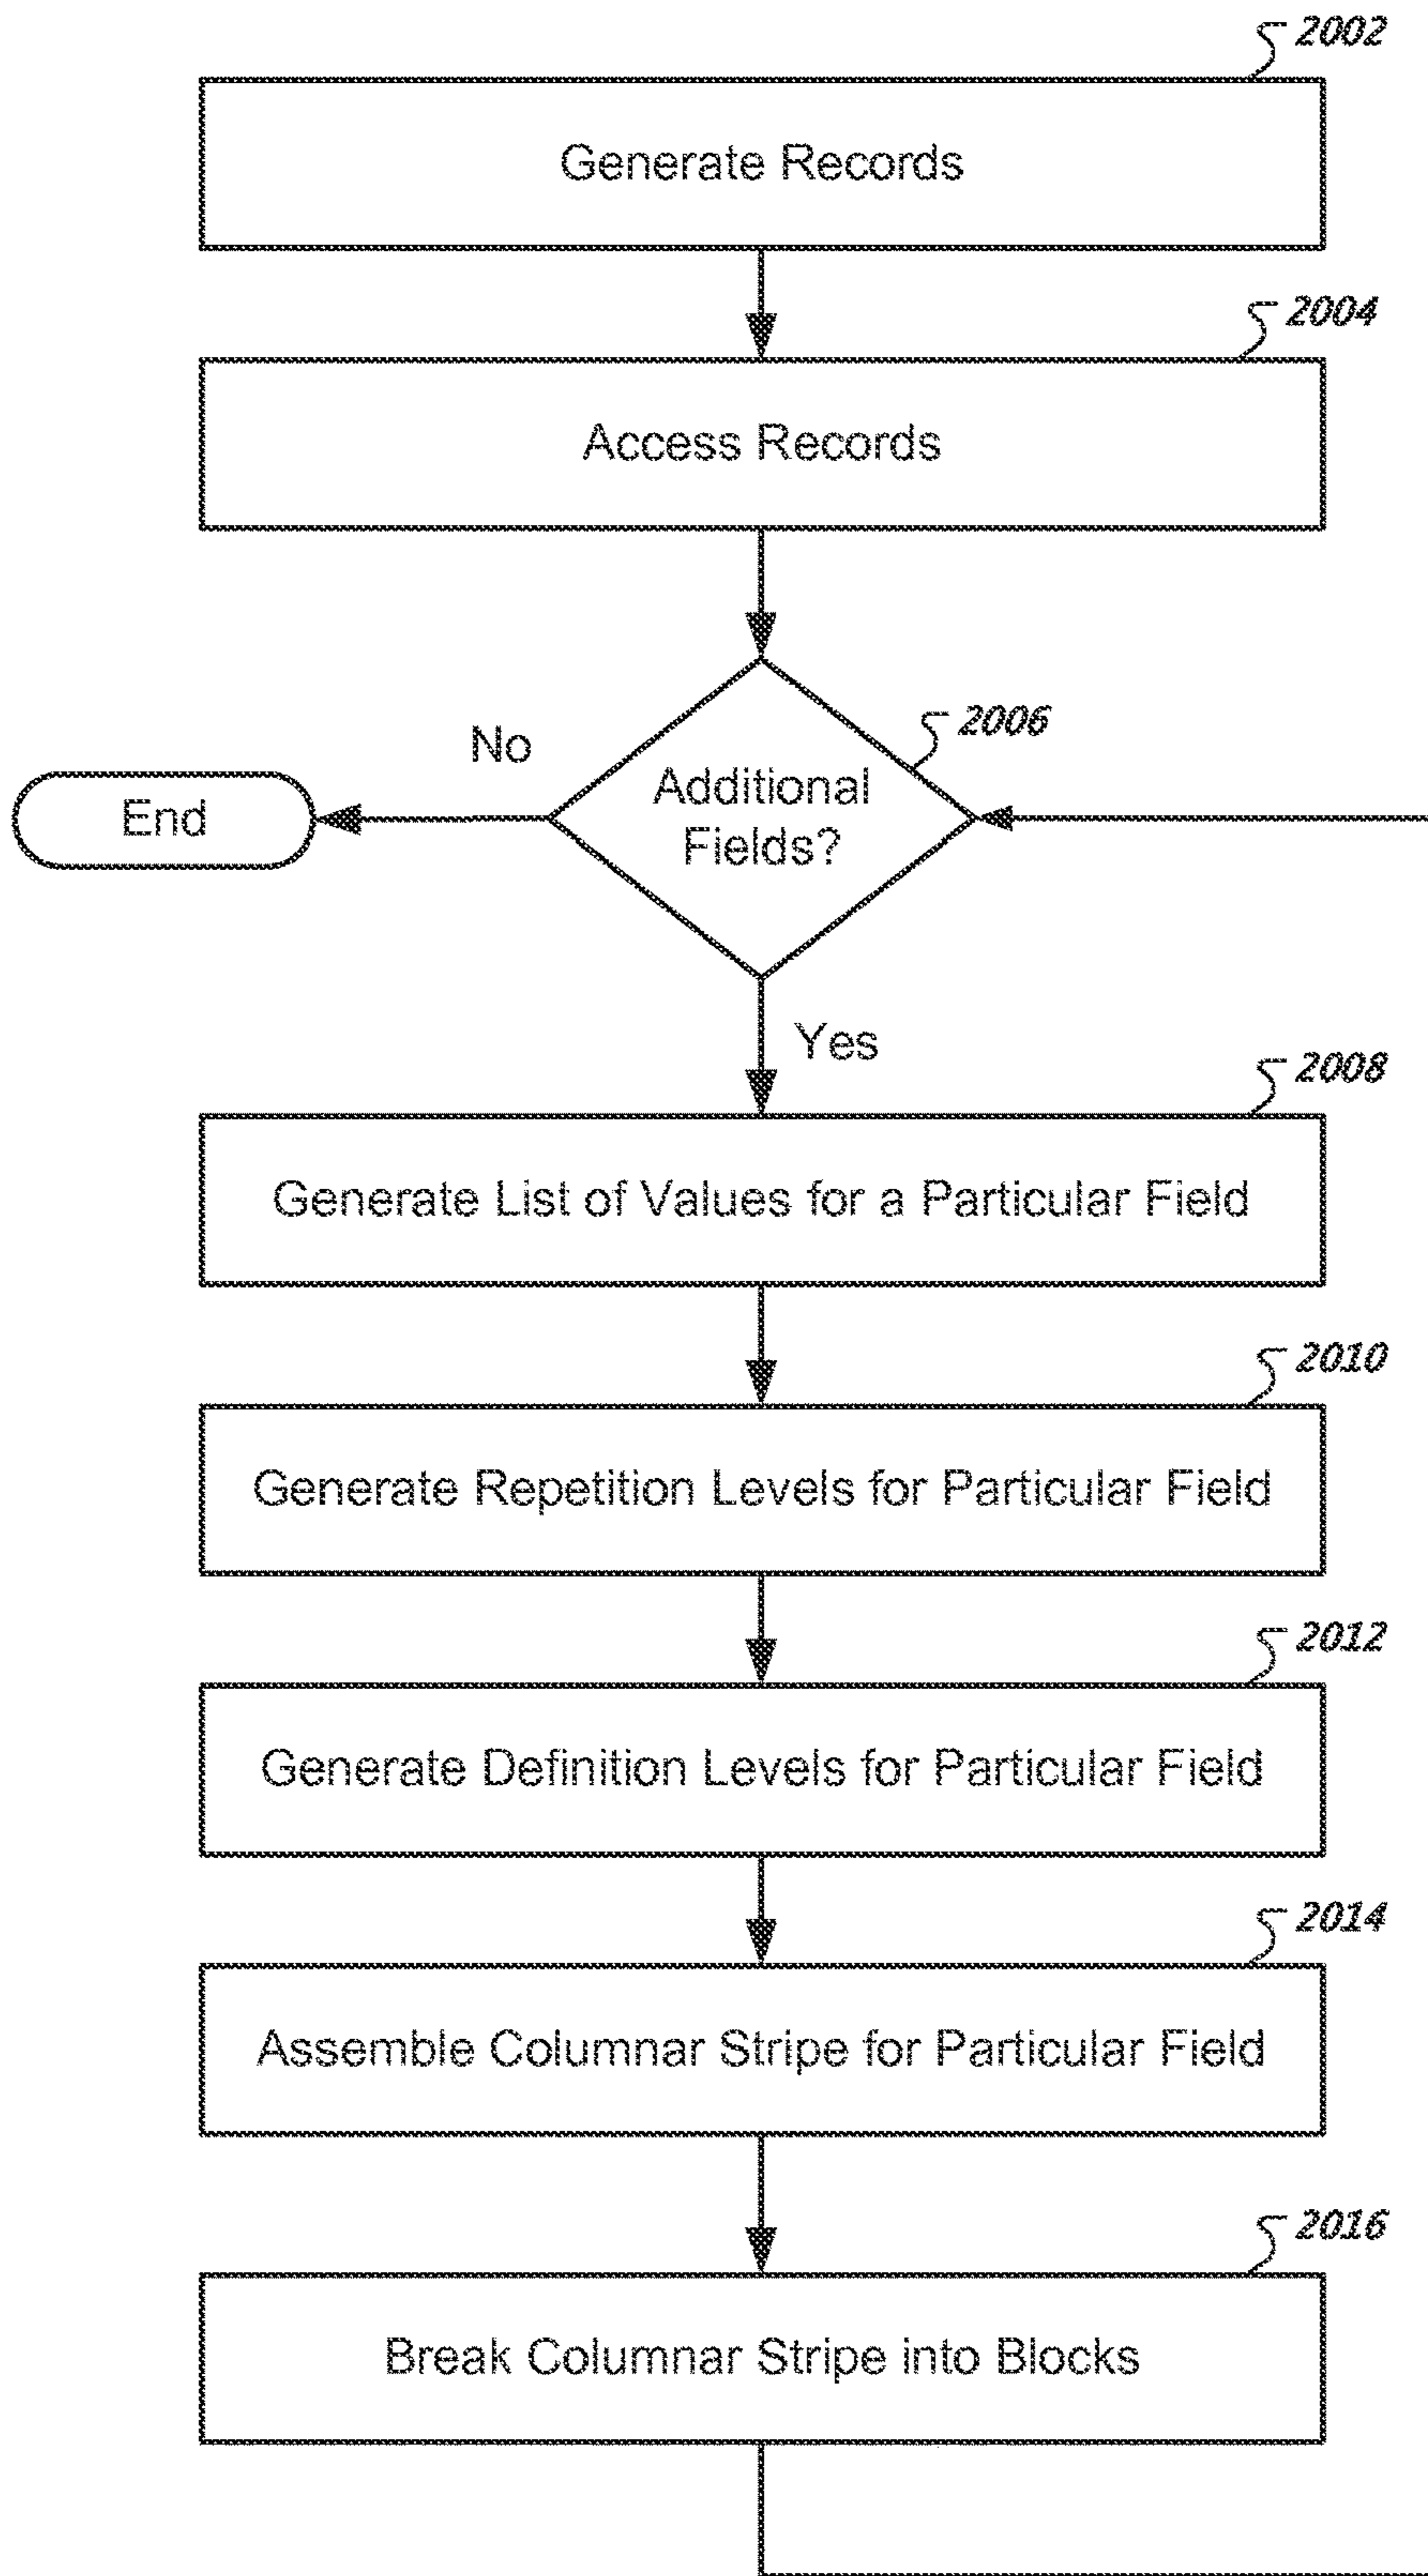 2002
Generate Records
2004
Access Records
2006
No
Additional
Fields?
End
Yes
2008
Generate List of Values for a Particular Field
2010
Generate Repetition Levels for Particular Field
2012
Generate Definition Levels for Particular Field
2014
Assemble Columnar Stripe for Particular Field
2016
Break Columnar Stripe into Blocks